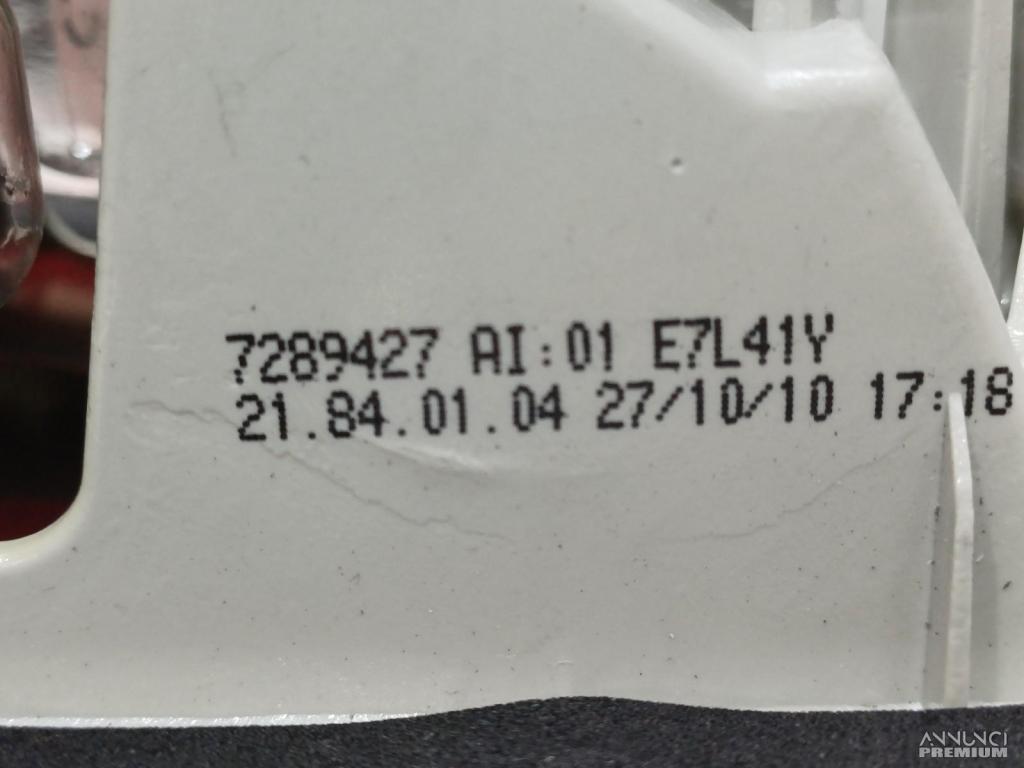 7289427 AI:01 E7L41Y
21.84.01.04 27/10/10 17:18
ANNUNCI
PREMIUM